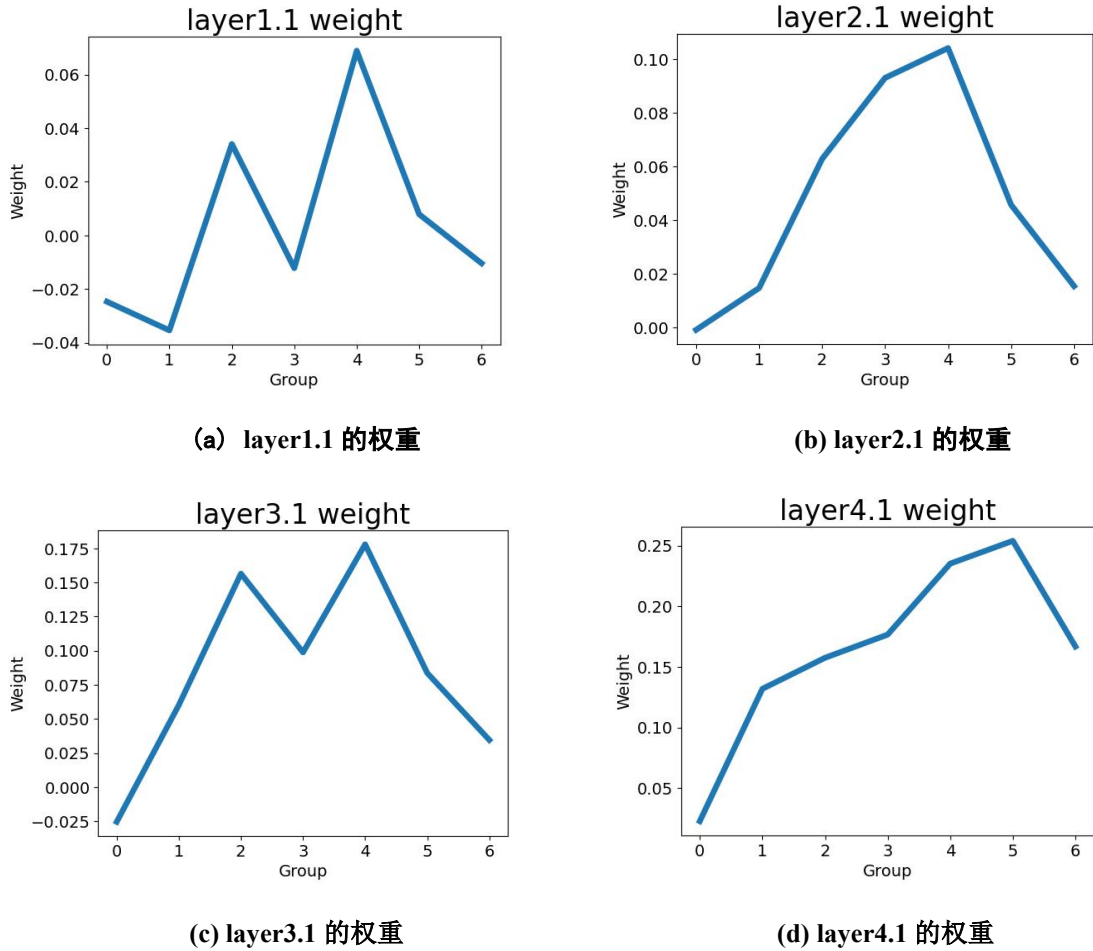 layer1.1 weight
0.06
0.04
0.02
0.00
−0.02
−0.04
Weight
0 1 2 3 4 5 6
Group
(a) layer1.1 的权重
layer2.1 weight
0.10
0.08
0.06
0.04
0.02
0.00
Weight
0 1 2 3 4 5 6
Group
(b) layer2.1 的权重
layer3.1 weight
0.175
0.150
0.125
0.100
0.075
0.050
0.025
0.000
−0.025
Weight
0 1 2 3 4 5 6
Group
(c) layer3.1 的权重
layer4.1 weight
0.25
0.20
0.15
0.10
0.05
Weight
0 1 2 3 4 5 6
Group
(d) layer4.1 的权重